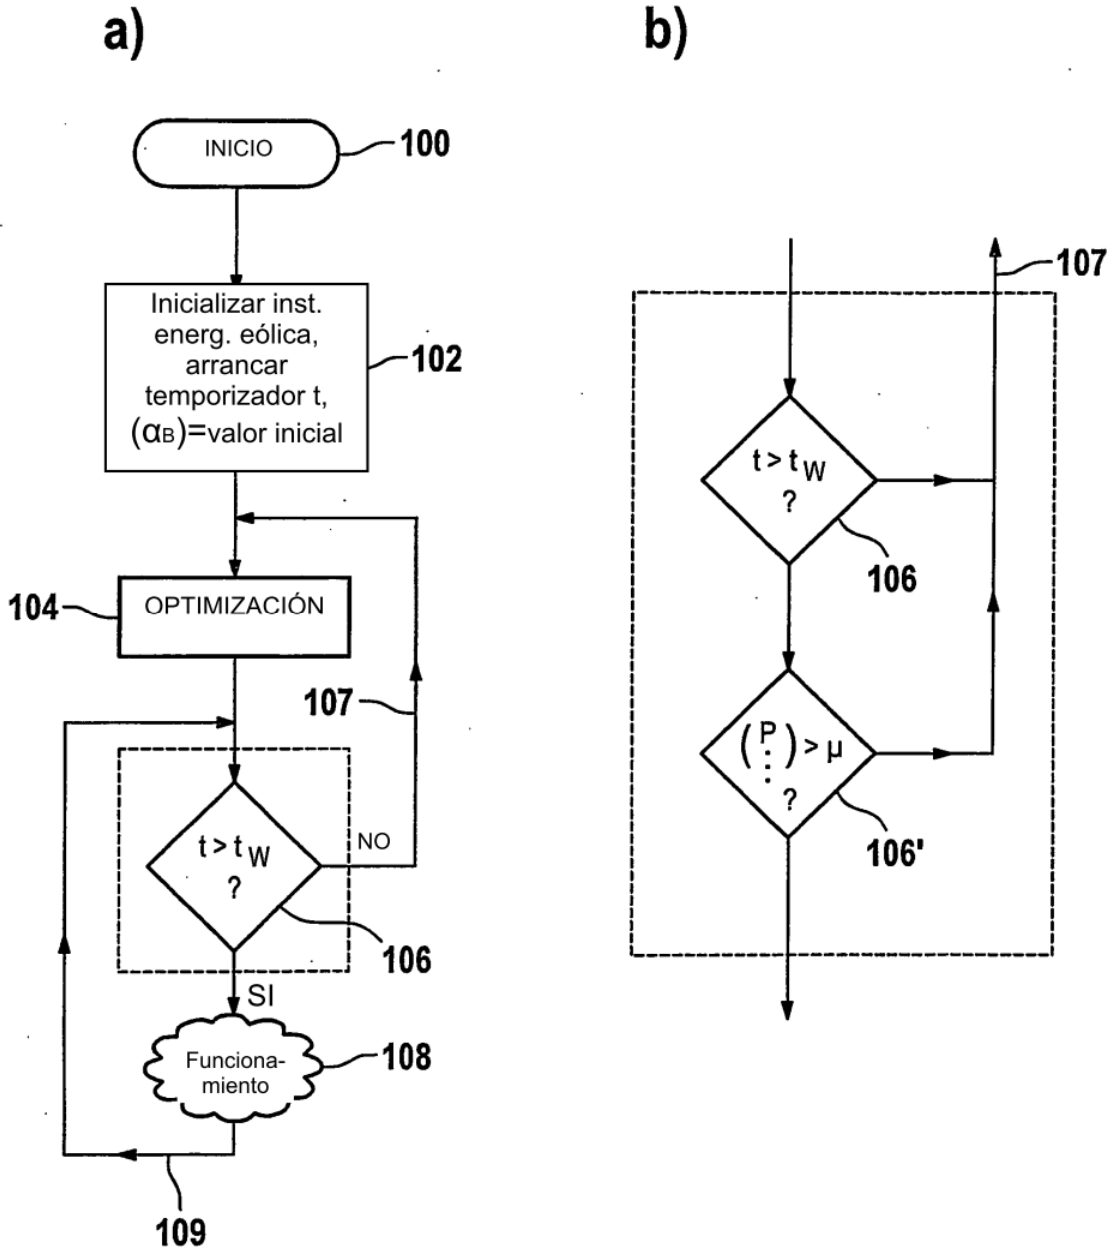 a)
INICIO
100
Inicializar inst.
energ. eólica,
arrancar
temporizador t,
(αB)=valor inicial
102
OPTIMIZACIÓN
104
107
t > tW
?
NO
106
SI
Funciona-
miento
108
109
b)
107
t > tW
?
106
(P⋮) > μ
?
106'